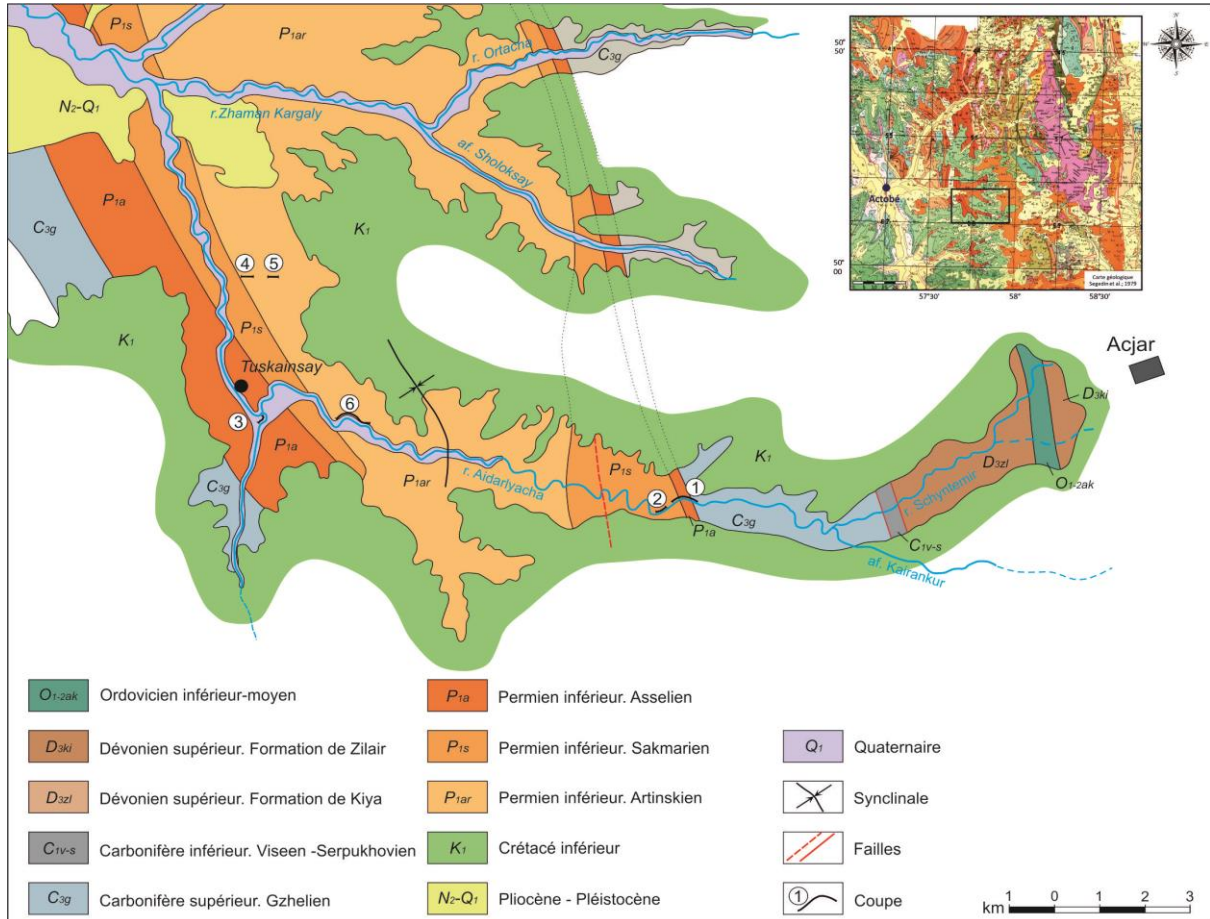 P1s
P1ar
r. Ortacha
C3g
N2-Q1
r.Zhaman Kargaly
af. Sholoksay
P1a
C3g
K1
4
5
K1
P1s
Tuskainsay
6
3
P1a
P1ar
r. Aidarlyacha
P1s
K1
2
1
C3g
P1a
C3g
C1v-s
af. Kairankur
r. Schyntemir
D3zl
O1-2ak
D3ki
Acjar
50°
50'
50°
00
Actobé
57°30'
58°
58°30'
Carte géologique
Segedin et al., 1979
O1-2ak Ordovicien inférieur-moyen
D3ki Dévonien supérieur. Formation de Zilair
D3zl Dévonien supérieur. Formation de Kiya
C1v-s Carbonifère inférieur. Viseen -Serpukhovien
C3g Carbonifère supérieur. Gzhelien
P1a Permien inférieur. Asselien
P1s Permien inférieur. Sakmarien
P1ar Permien inférieur. Artinskien
K1 Crétacé inférieur
N2-Q1 Pliocène - Pléistocène
Q1 Quaternaire
Synclinale
Failles
1 Coupe
1 0 1 2 3
km